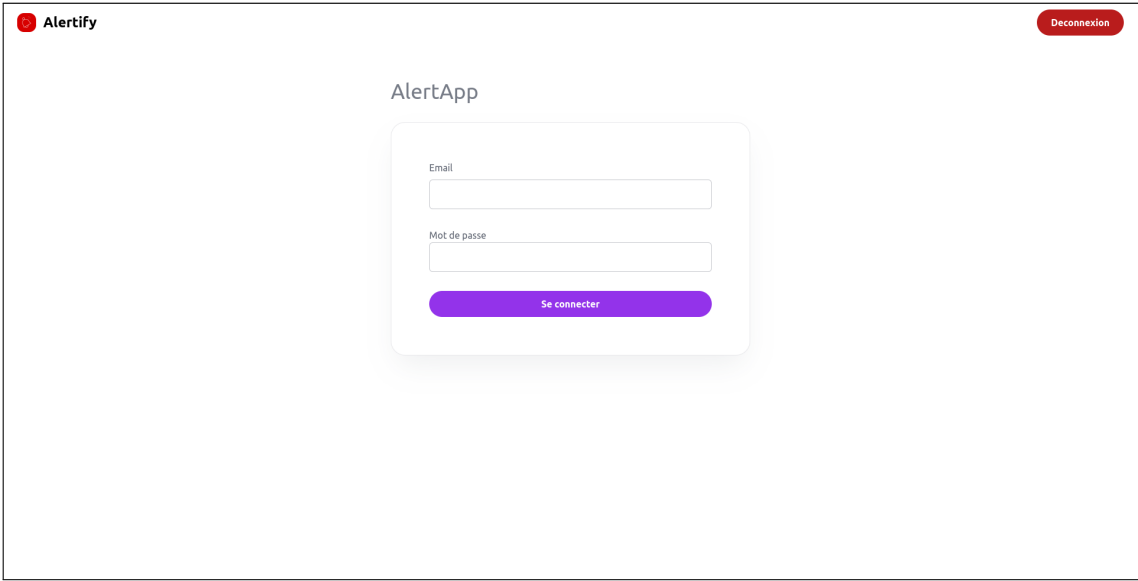 Alertify
Deconnexion
AlertApp
Email
Mot de passe
Se connecter